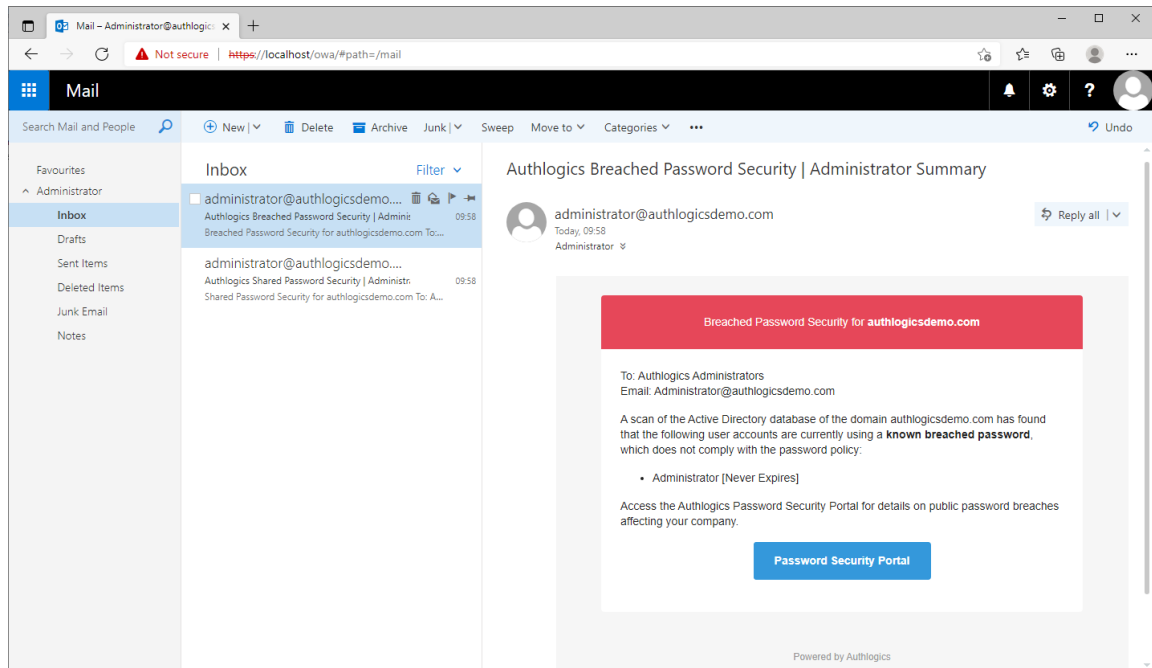 Mail – Administrator@authlogic
Not secure | https://localhost/owa/#path=/mail
Mail
Search Mail and People
New
Delete
Archive
Junk
Sweep
Move to
Categories
Undo
Favourites
Administrator
Inbox
Drafts
Sent Items
Deleted Items
Junk Email
Notes
Inbox
Filter
administrator@authlogicsdemo....
Authlogics Breached Password Security | Adminis 09:58
Breached Password Security for authlogicsdemo.com To:...
administrator@authlogicsdemo....
Authlogics Shared Password Security | Administr 09:58
Shared Password Security for authlogicsdemo.com To: A...
Authlogics Breached Password Security | Administrator Summary
administrator@authlogicsdemo.com
Today, 09:58
Administrator
Reply all
Breached Password Security for authlogicsdemo.com
To: Authlogics Administrators
Email: Administrator@authlogicsdemo.com
A scan of the Active Directory database of the domain authlogicsdemo.com has found
that the following user accounts are currently using a known breached password,
which does not comply with the password policy:
• Administrator [Never Expires]
Access the Authlogics Password Security Portal for details on public password breaches
affecting your company.
Password Security Portal
Powered by Authlogics